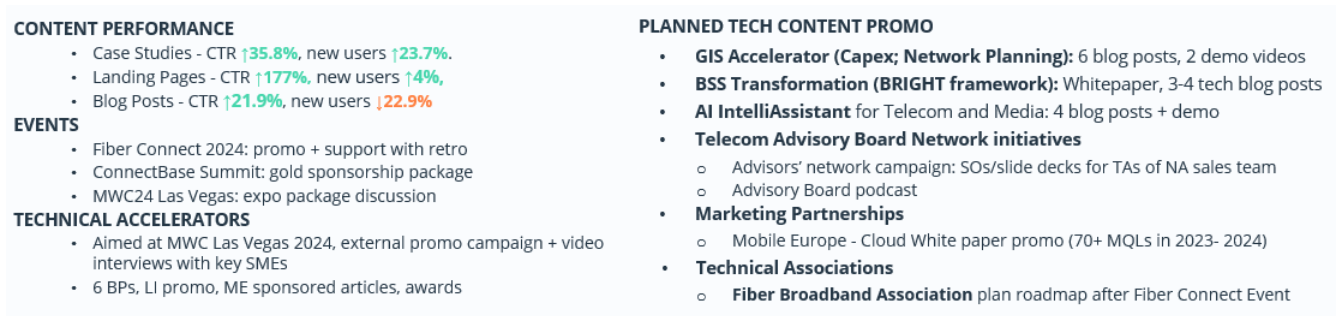 CONTENT PERFORMANCE
• Case Studies - CTR ↑35.8%, new users ↑23.7%.
• Landing Pages - CTR ↑177%, new users ↑4%,
• Blog Posts - CTR ↑21.9%, new users ↓22.9%
EVENTS
• Fiber Connect 2024: promo + support with retro
• ConnectBase Summit: gold sponsorship package
• MWC24 Las Vegas: expo package discussion
TECHNICAL ACCELERATORS
• Aimed at MWC Las Vegas 2024, external promo campaign + video
interviews with key SMEs
• 6 BPs, LI promo, ME sponsored articles, awards
PLANNED TECH CONTENT PROMO
• GIS Accelerator (Capex; Network Planning): 6 blog posts, 2 demo videos
• BSS Transformation (BRIGHT framework): Whitepaper, 3-4 tech blog posts
• AI IntelliAssistant for Telecom and Media: 4 blog posts + demo
• Telecom Advisory Board Network initiatives
o Advisors’ network campaign: SOs/slide decks for TAs of NA sales team
o Advisory Board podcast
• Marketing Partnerships
o Mobile Europe - Cloud White paper promo (70+ MQLs in 2023- 2024)
• Technical Associations
o Fiber Broadband Association plan roadmap after Fiber Connect Event